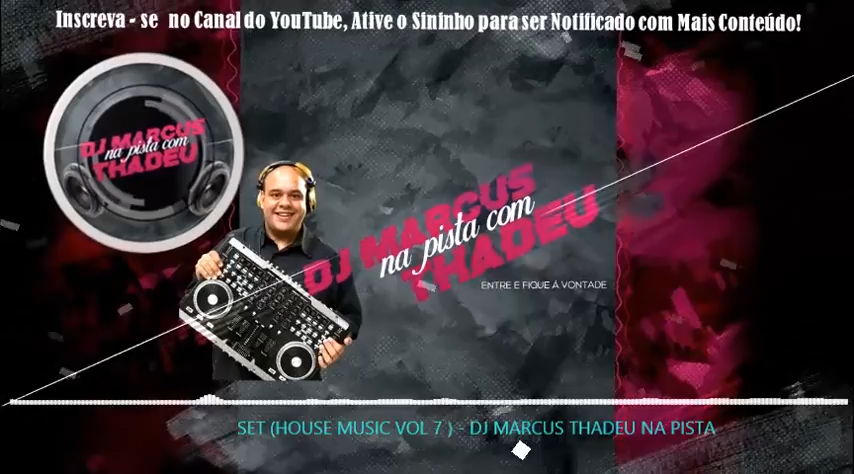 Inscreva - se no Canal do YouTube, Ative o Sininho para ser Notificado com Mais Conteúdo!
DJ MARCUS
na pista com
THADEU
DJ MARCUS
na pista com
THADEU
ENTRE E FIQUE Á VONTADE
SET (HOUSE MUSIC VOL 7 ) - DJ MARCUS THADEU NA PISTA